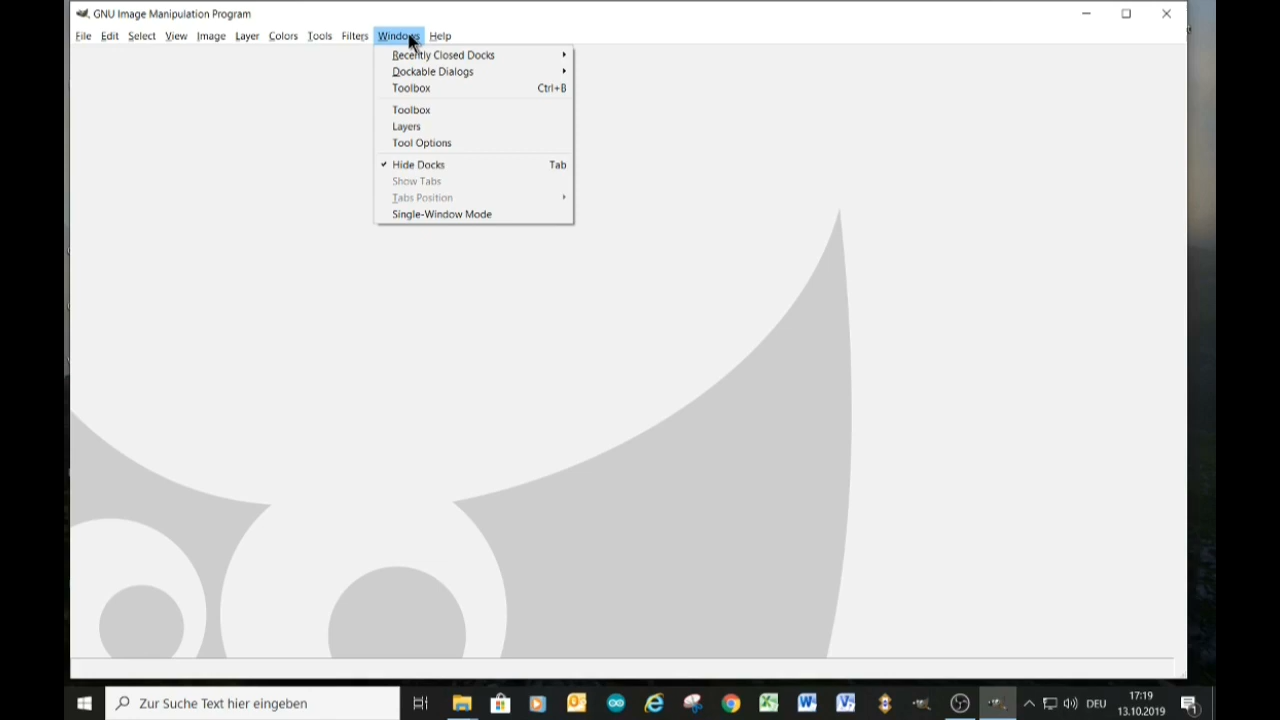 GNU Image Manipulation Program
File Edit Select View Image Layer Colors Tools Filters Windows Help
Recently Closed Docks
Dockable Dialogs
Toolbox Ctrl+B
Toolbox
Layers
Tool Options
Hide Docks Tab
Show Tabs
Tabs Position
Single-Window Mode
Zur Suche Text hier eingeben
DEU
17:19
13.10.2019
1